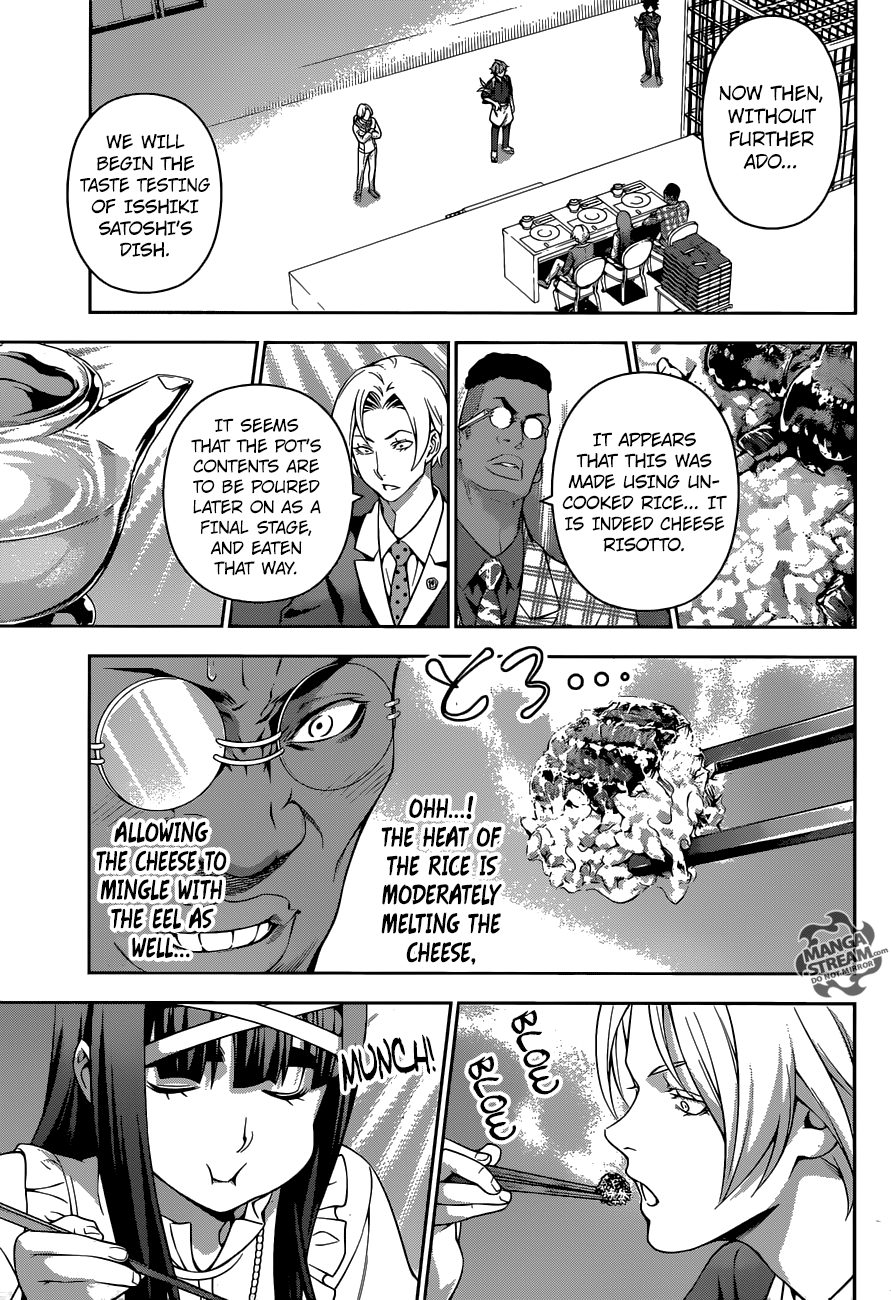 NOW THEN,
WITHOUT
FURTHER
ADO...
WE WILL
BEGIN THE
TASTE TESTING
OF ISSHIKI
SATOSHI'S
DISH.
IT APPEARS
THAT THIS WAS
MADE USING UN-
COOKED RICE... IT
IS INDEED CHEESE
RISOTTO.
IT SEEMS
THAT THE POT'S
CONTENTS ARE
TO BE POURED
LATER ON AS A
FINAL STAGE,
AND EATEN
THAT WAY.
とろ...
OHH...!
THE HEAT OF
THE RICE IS
MODERATELY
MELTING THE
CHEESE,
ALLOWING
THE CHEESE TO
MINGLE WITH
THE EEL AS
WELL...
MANGA
STREAM.com
DO NOT MIRROR
BLOW
BLOW
MUNCH!